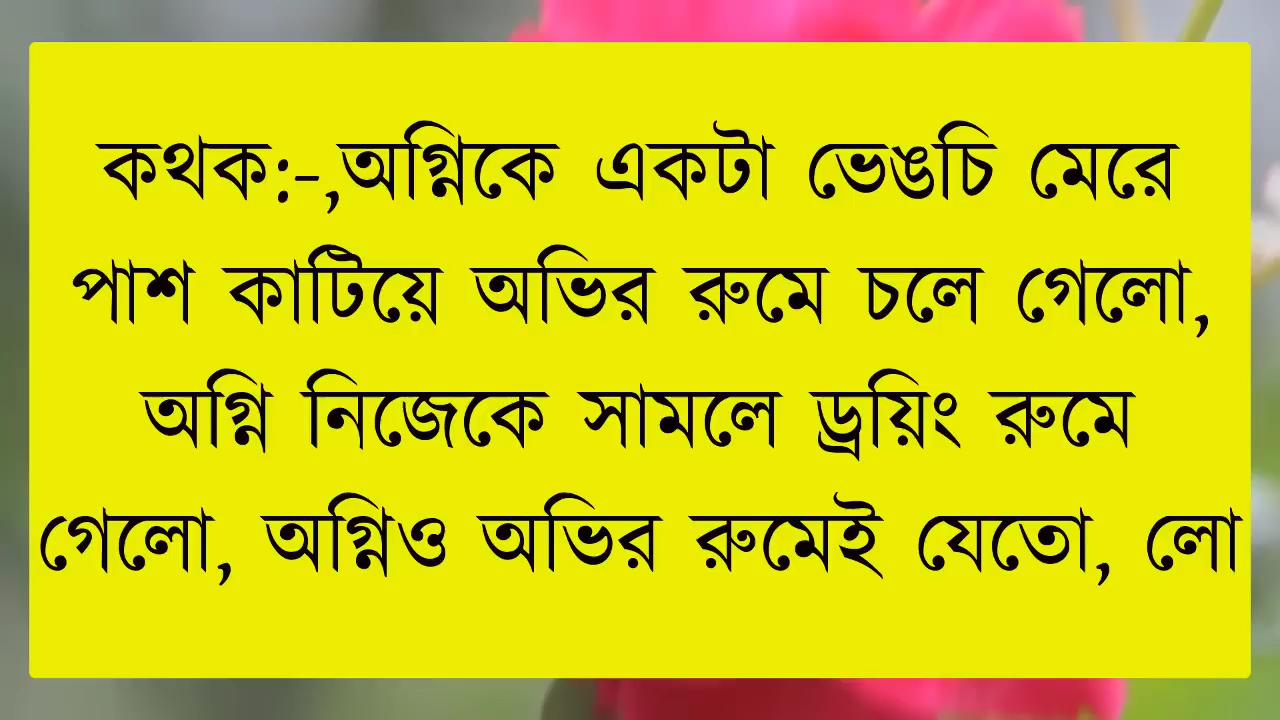 কথক:-,অগ্নিকে একটা ভেঙচি মেরে
পাশ কাটিয়ে অভির রুমে চলে গেলো,
অগ্নি নিজেকে সামলে ড্রয়িং রুমে
গেলো, অগ্নিও অভির রুমেই যেতো, লো